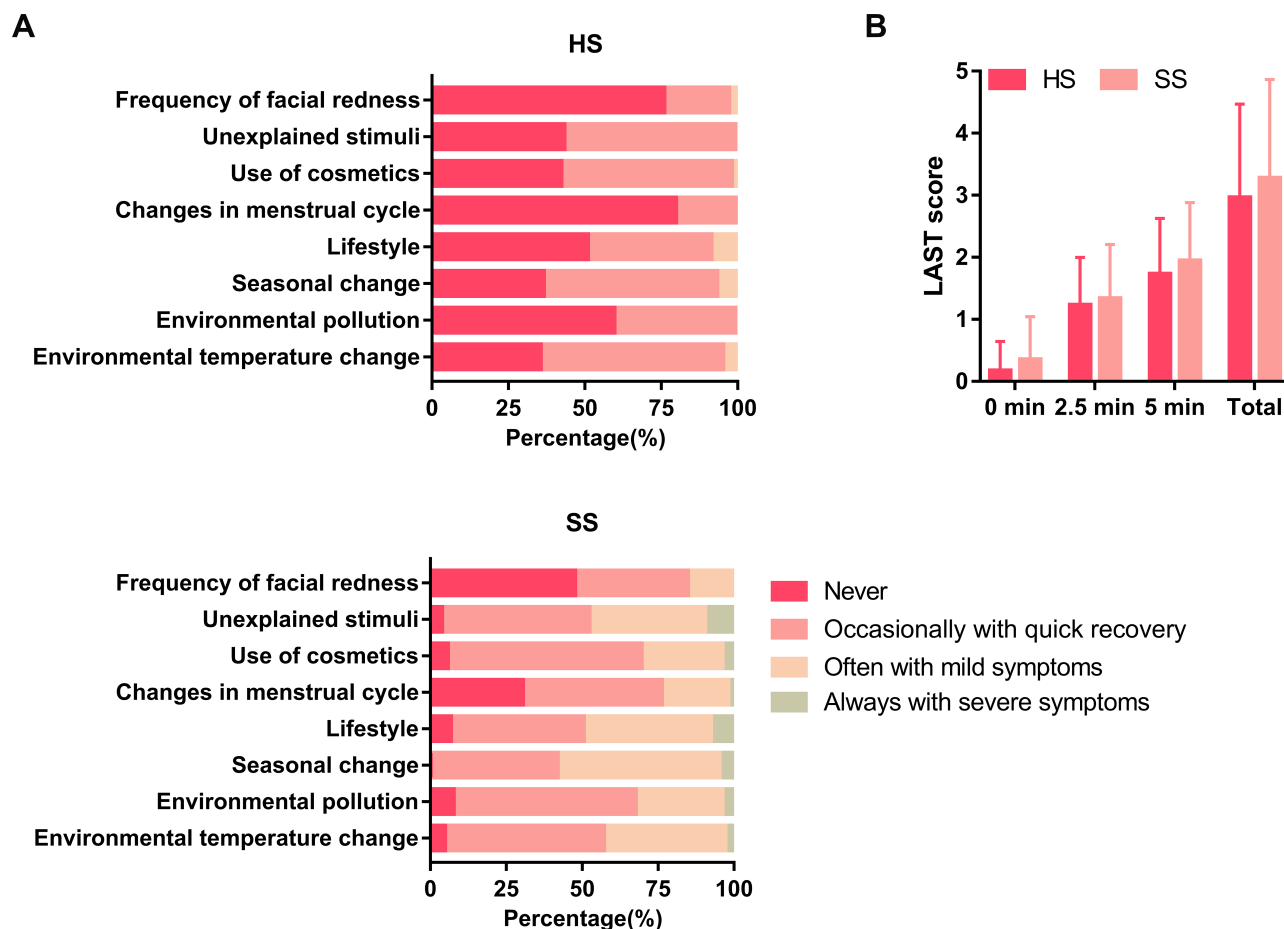 A
HS
Frequency of facial redness
Unexplained stimuli
Use of cosmetics
Changes in menstrual cycle
Lifestyle
Seasonal change
Environmental pollution
Environmental temperature change
0 25 50 75 100
Percentage(%)
B
HS SS
LAST score
5
4
3
2
1
0
0 min 2.5 min 5 min Total
SS
Frequency of facial redness
Unexplained stimuli
Use of cosmetics
Changes in menstrual cycle
Lifestyle
Seasonal change
Environmental pollution
Environmental temperature change
0 25 50 75 100
Percentage(%)
Never
Occasionally with quick recovery
Often with mild symptoms
Always with severe symptoms